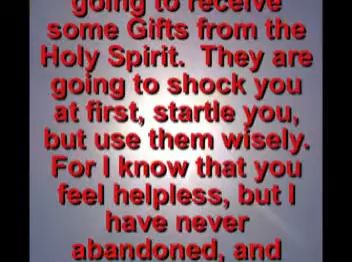 going to receive
some Gifts from the
Holy Spirit. They are
going to shock you
at first, startle you,
but use them wisely.
For I know that you
feel helpless, but I
have never
abandoned, and